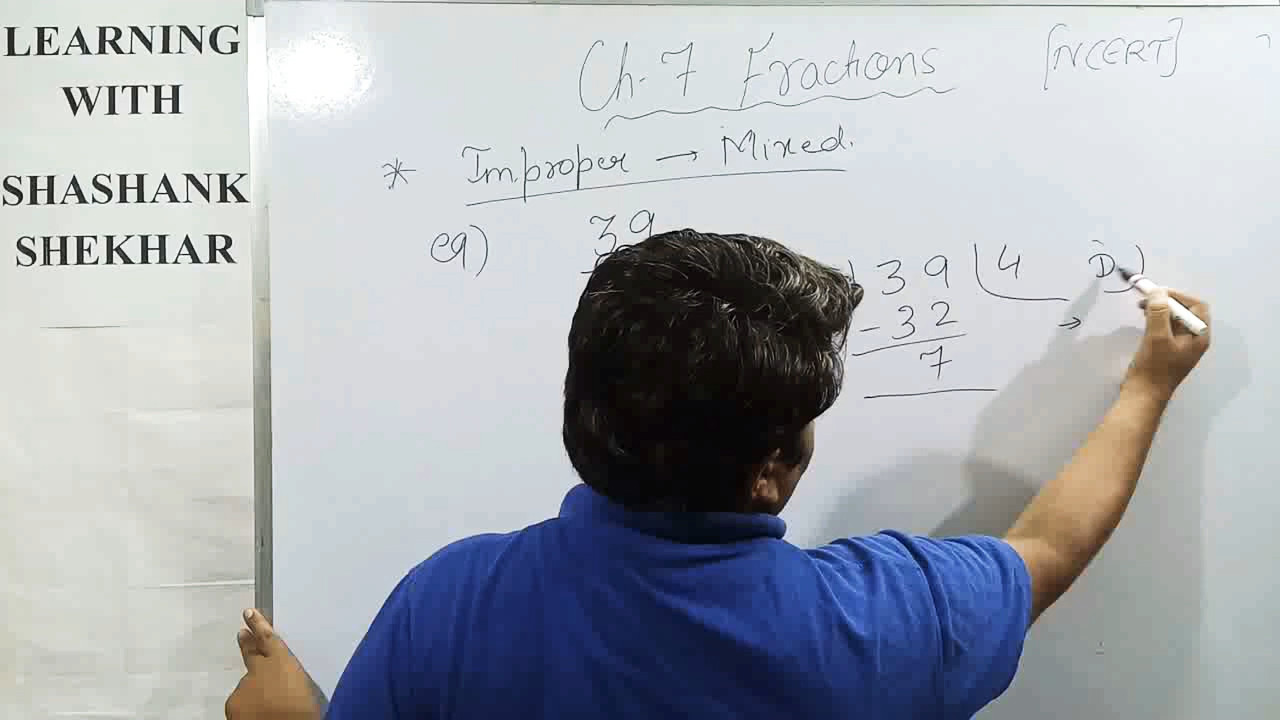 LEARNING
WITH
SHASHANK
SHEKHAR
Ch. 7 Fractions [NCERT]
* Improper → Mixed.
eg) 39
) 39 ( 4
- 32
7
→ D )